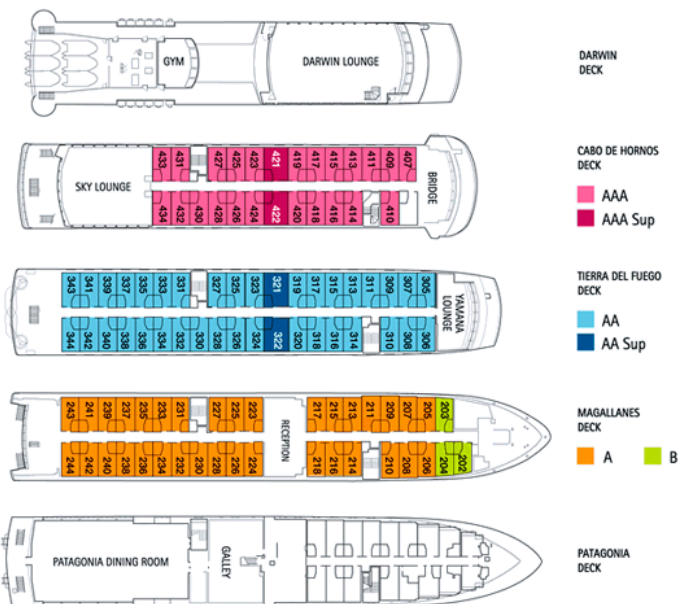 GYM
DARWIN LOUNGE
DARWIN
DECK
433 431 427 425 423 421 419 417 415 413 411 409 407
SKY LOUNGE
BRIDGE
434 432 430 428 426 424 422 420 418 416 414 410
CABO DE HORNOS
DECK
AAA
AAA Sup
343 341 339 337 335 333 331 327 325 323 321 319 317 315 313 311 309 307 305
YAMANA
LOUNGE
344 342 340 338 336 334 332 330 328 326 324 322 320 318 316 314 310 308 306
TIERRA DEL FUEGO
DECK
AA
AA Sup
243 241 239 237 235 233 231 227 225 223 217 215 213 211 209 207 205 203
RECEPTION
244 242 240 238 236 234 232 230 228 226 224 218 216 214 210 208 206 204 202
MAGALLANES
DECK
A B
PATAGONIA DINING ROOM
GALLEY
PATAGONIA
DECK